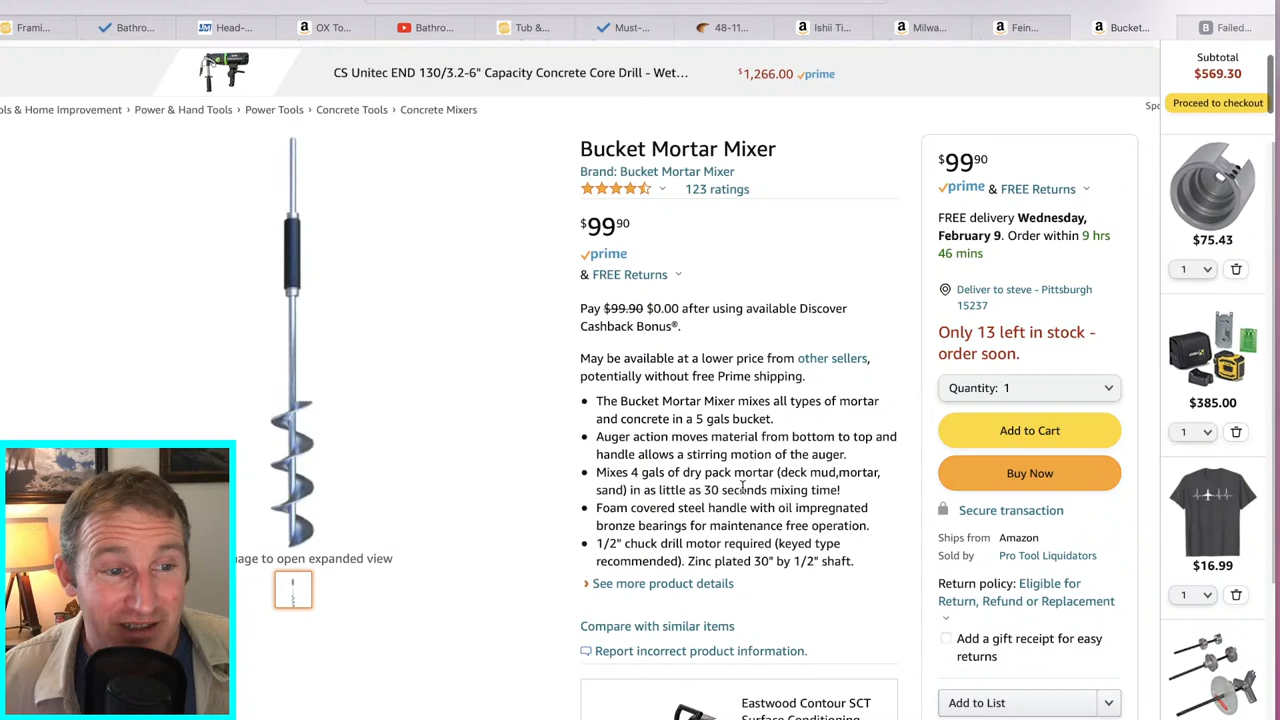 Frami...
Bathro...
Head-...
OX To...
Bathro...
Tub &...
Must-...
48-11...
Ishii Ti...
Milwa...
Fein...
Bucket...
Failed...
CS Unitec END 130/3.2-6" Capacity Concrete Core Drill - Wet...
$1,266.00 prime
Subtotal
$569.30
Proceed to checkout
ols & Home Improvement › Power & Hand Tools › Power Tools › Concrete Tools › Concrete Mixers
Spo
Bucket Mortar Mixer
Brand: Bucket Mortar Mixer
123 ratings
$99 90
prime
& FREE Returns
Pay $99.90 $0.00 after using available Discover
Cashback Bonus®.
May be available at a lower price from other sellers,
potentially without free Prime shipping.
• The Bucket Mortar Mixer mixes all types of mortar
and concrete in a 5 gals bucket.
• Auger action moves material from bottom to top and
handle allows a stirring motion of the auger.
• Mixes 4 gals of dry pack mortar (deck mud,mortar,
sand) in as little as 30 seconds mixing time!
• Foam covered steel handle with oil impregnated
bronze bearings for maintenance free operation.
• 1/2" chuck drill motor required (keyed type
recommended). Zinc plated 30" by 1/2" shaft.
› See more product details
Compare with similar items
Report incorrect product information.
Eastwood Contour SCT
Surface Conditioning
age to open expanded view
$99 90
prime & FREE Returns
FREE delivery Wednesday,
February 9. Order within 9 hrs
46 mins
Deliver to steve - Pittsburgh
15237
Only 13 left in stock -
order soon.
Quantity: 1
Add to Cart
Buy Now
Secure transaction
Ships from Amazon
Sold by Pro Tool Liquidators
Return policy: Eligible for
Return, Refund or Replacement
Add a gift receipt for easy
returns
Add to List
$75.43
1
$385.00
1
$16.99
1